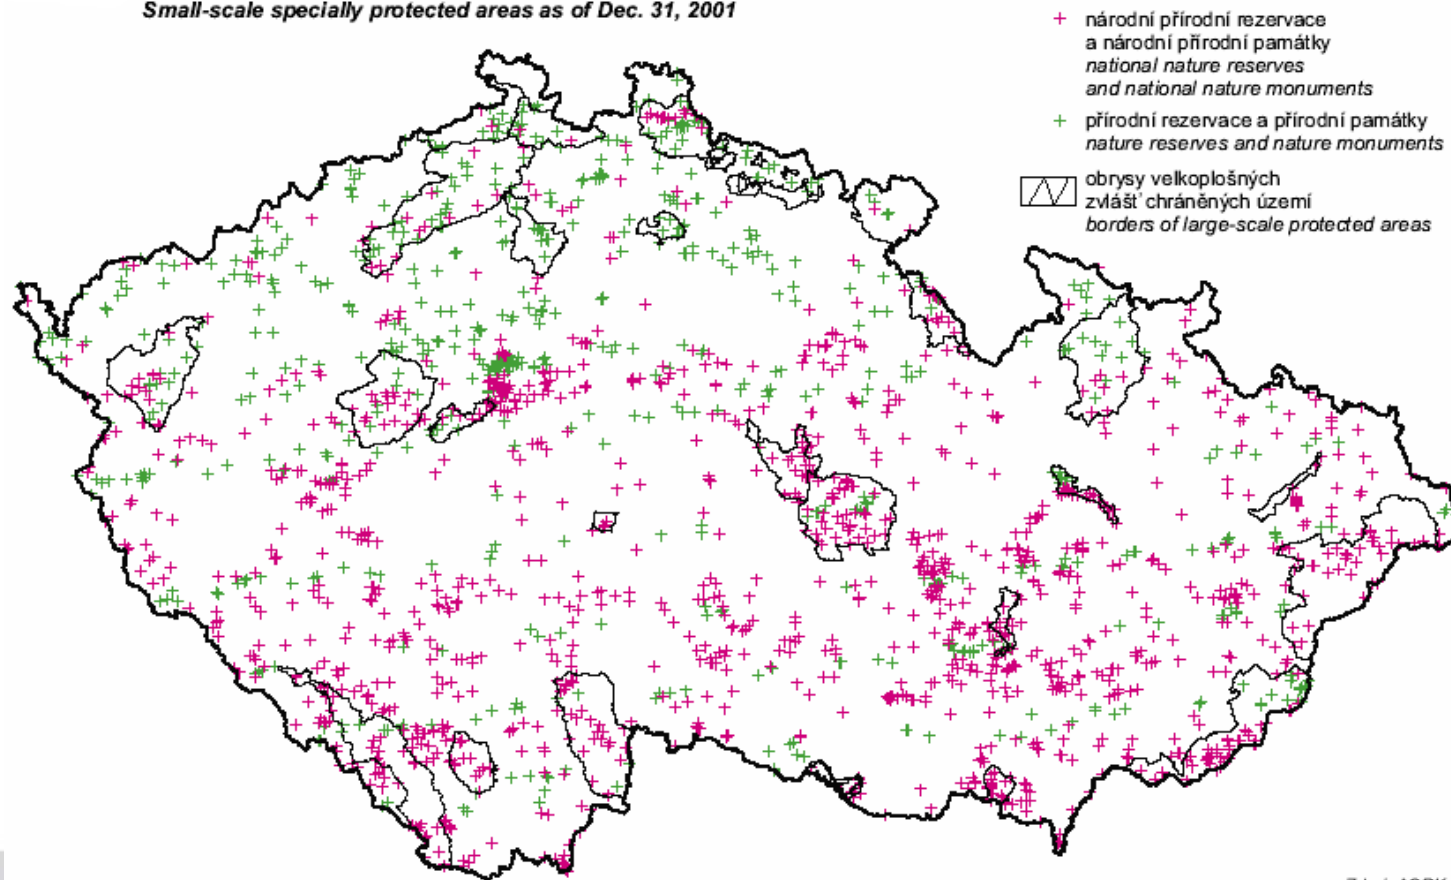 Small-scale specially protected areas as of Dec. 31, 2001
národní přírodní rezervace
a národní přírodní památky
national nature reserves
and national nature monuments
přírodní rezervace a přírodní památky
nature reserves and nature monuments
obrysy velkoplošných
zvlášť chráněných území
borders of large-scale protected areas